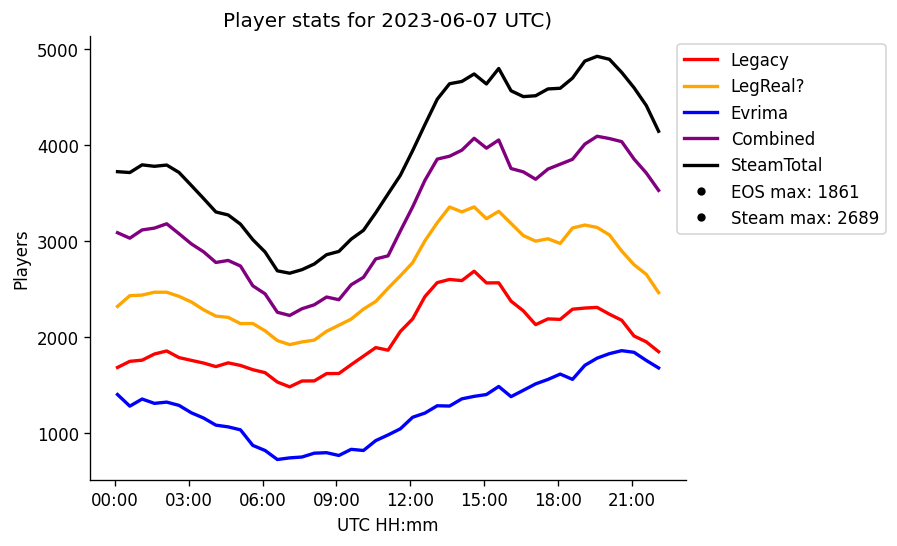 Player stats for 2023-06-07 UTC)
Players
5000
4000
3000
2000
1000
00:00 03:00 06:00 09:00 12:00 15:00 18:00 21:00
UTC HH:mm
Legacy
LegReal?
Evrima
Combined
SteamTotal
EOS max: 1861
Steam max: 2689